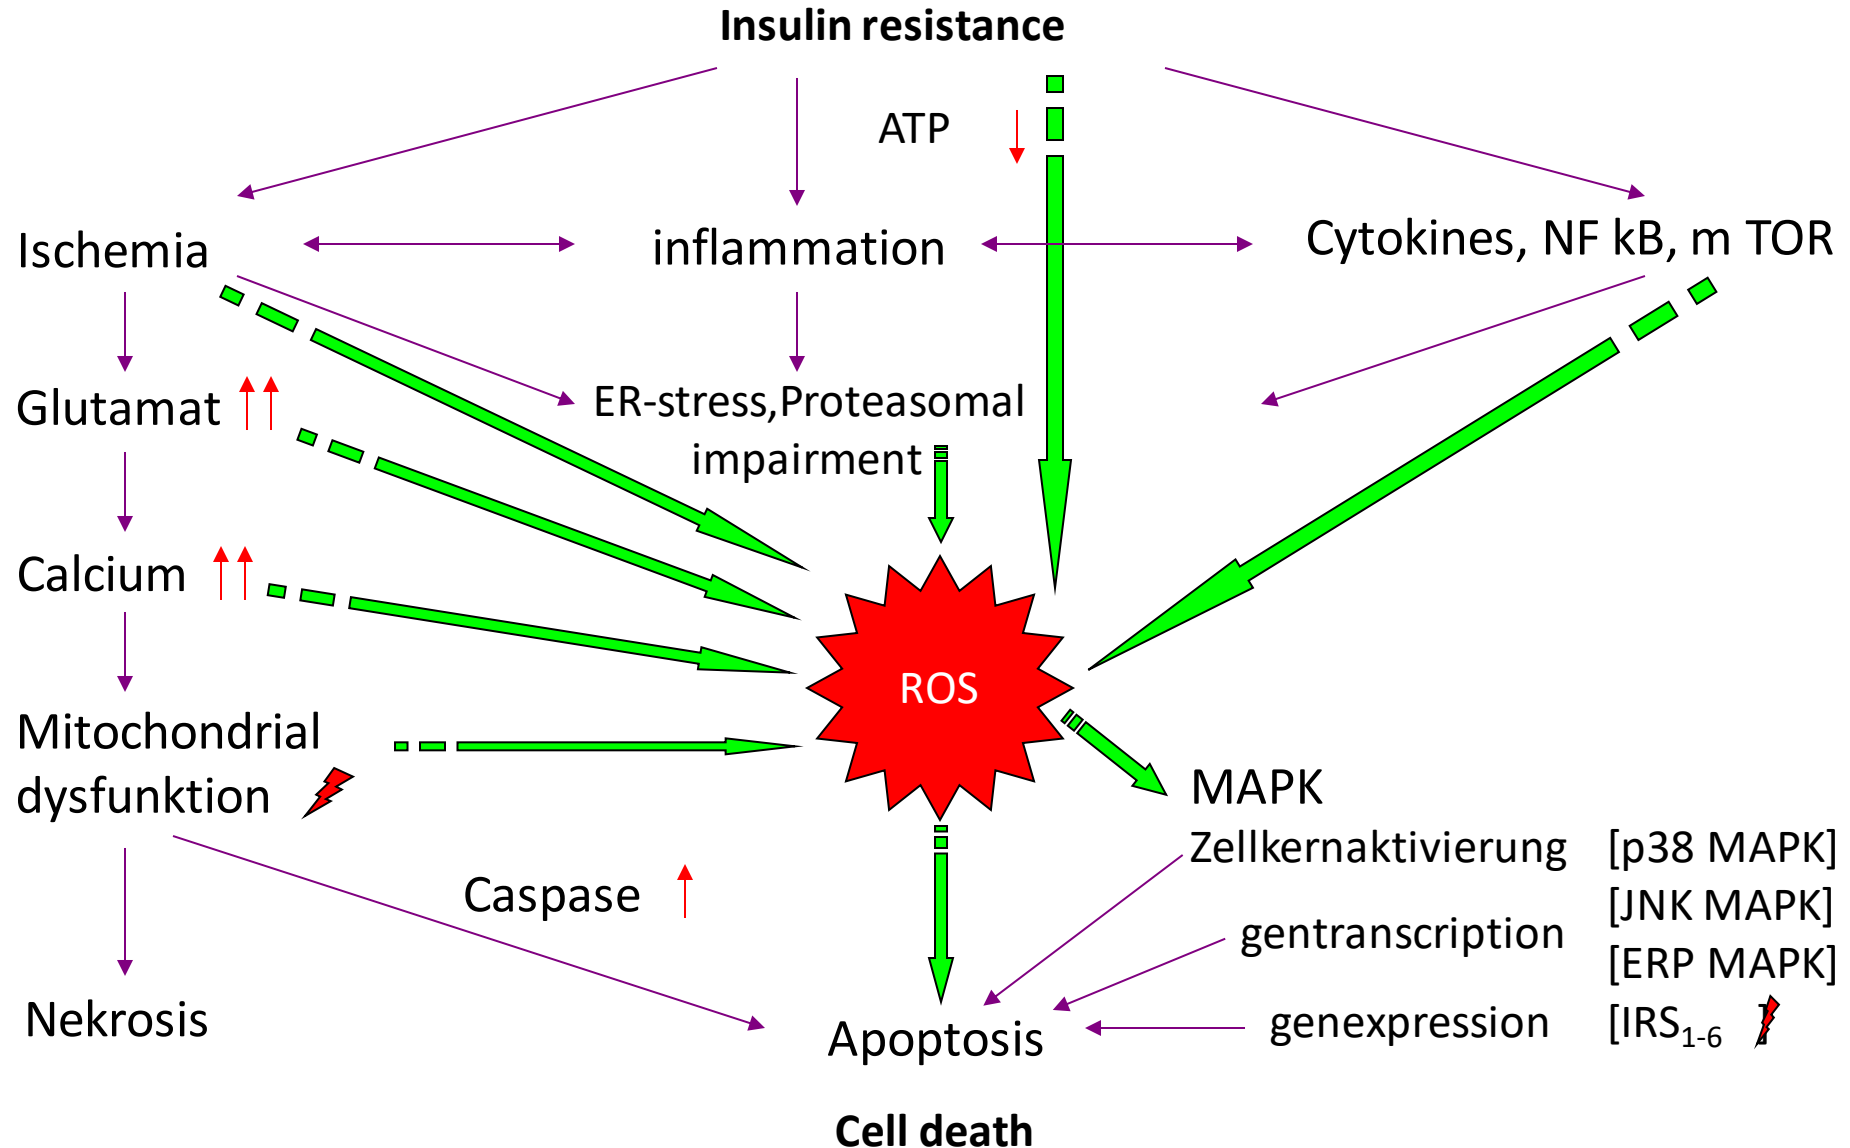 Insulin resistance
ATP
Ischemia
inflammation
Cytokines, NF kB, m TOR
Glutamat
ER-stress,Proteasomal
impairment
Calcium
ROS
Mitochondrial
dysfunktion
MAPK
Zellkernaktivierung [p38 MAPK]
Caspase
[JNK MAPK]
gentranscription
[ERP MAPK]
Nekrosis
genexpression [IRS1-6 ]
Apoptosis
Cell death